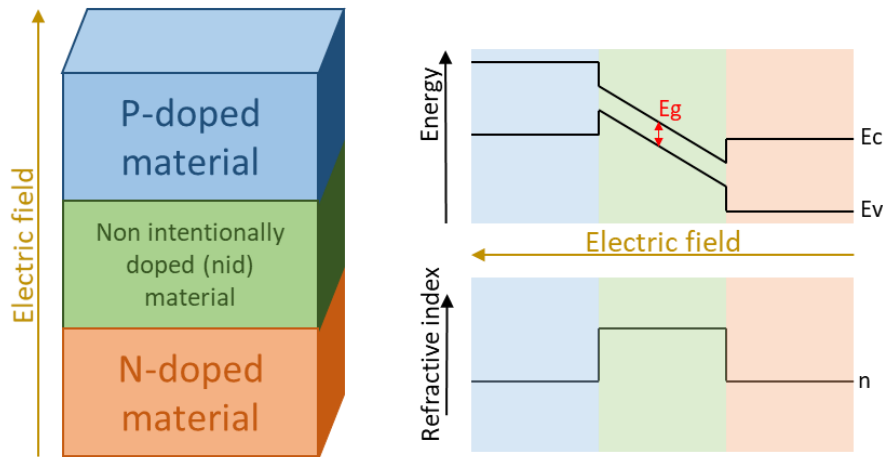 Electric field
P-doped
material
Non intentionally
doped (nid)
material
N-doped
material
Energy
Eg
Ec
Ev
Electric field
Refractive index
n